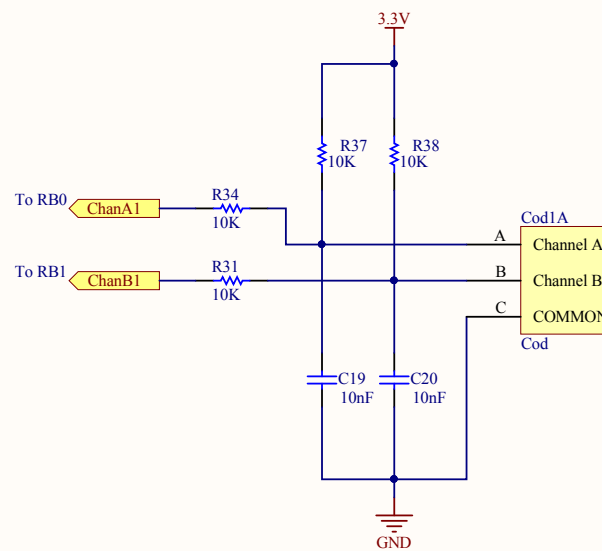 3.3V
R37
10K
R38
10K
To RB0
ChanA1
R34
10K
Cod1A
A
Channel A
To RB1
ChanB1
R31
10K
B
Channel B
C
COMMON
Cod
C19
10nF
C20
10nF
GND